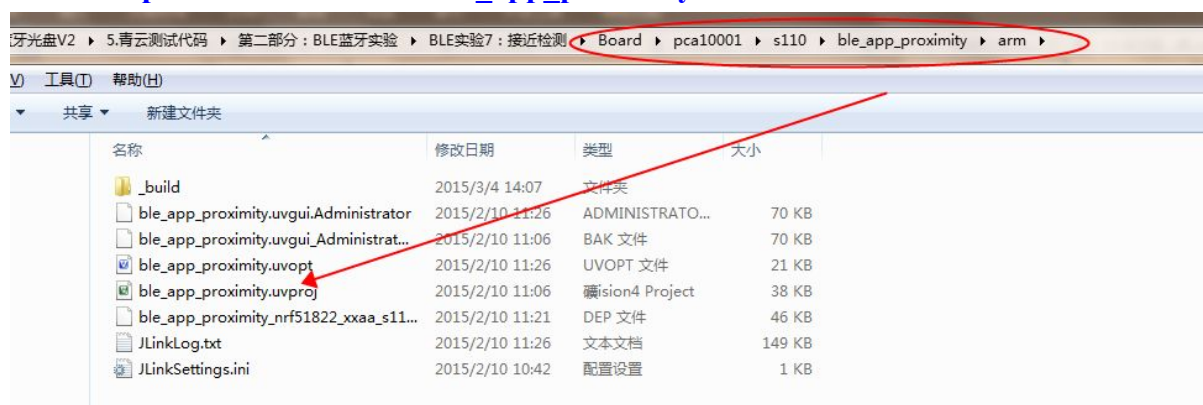 牙光盘V2 ▸ 5.青云测试代码 ▸ 第二部分：BLE蓝牙实验 ▸ BLE实验7：接近检测 ▸ Board ▸ pca10001 ▸ s110 ▸ ble_app_proximity ▸ arm ▸
V) 工具(T) 帮助(H)
共享 新建文件夹
名称 修改日期 类型 大小
_build 2015/3/4 14:07 文件夹
ble_app_proximity.uvgui.Administrator 2015/2/10 11:26 ADMINISTRATO... 70 KB
ble_app_proximity.uvgui_Administrat... 2015/2/10 11:06 BAK 文件 70 KB
ble_app_proximity.uvopt 2015/2/10 11:26 UVOPT 文件 21 KB
ble_app_proximity.uvproj 2015/2/10 11:06 礦ision4 Project 38 KB
ble_app_proximity_nrf51822_xxaa_s11... 2015/2/10 11:21 DEP 文件 46 KB
JLinkLog.txt 2015/2/10 11:26 文本文档 149 KB
JLinkSettings.ini 2015/2/10 10:42 配置设置 1 KB